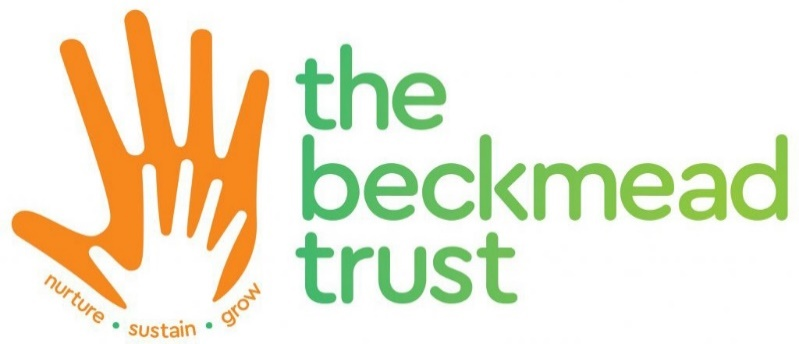 the
beckmead
trust
nurture • sustain • grow